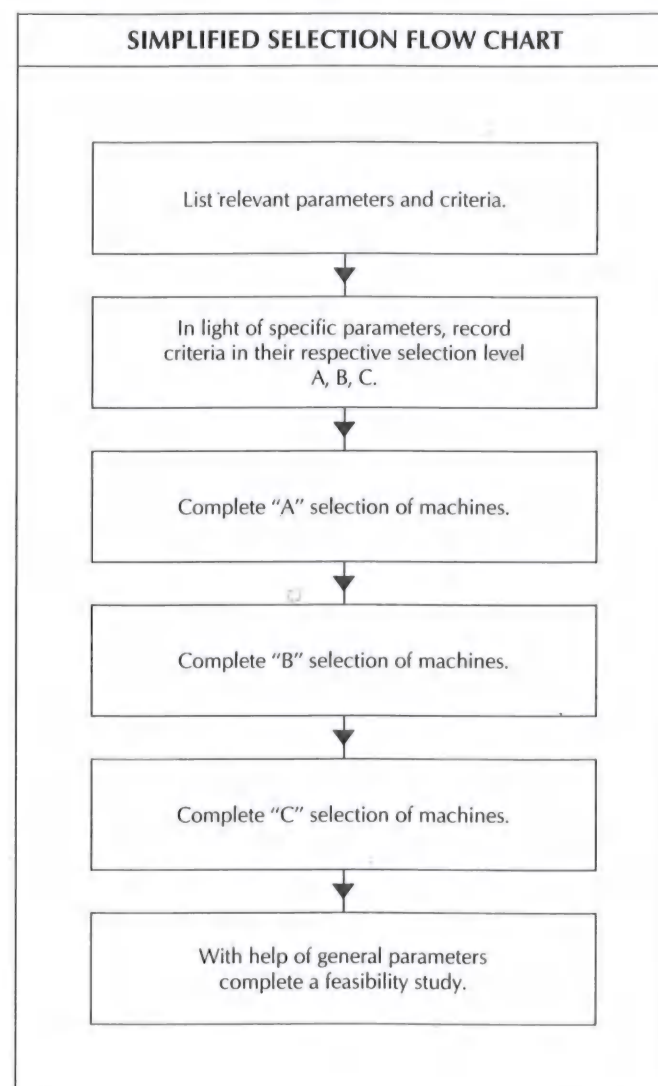 SIMPLIFIED SELECTION FLOW CHART
List relevant parameters and criteria.
In light of specific parameters, record
criteria in their respective selection level
A, B, C.
Complete “A” selection of machines.
Complete “B” selection of machines.
Complete “C” selection of machines.
With help of general parameters
complete a feasibility study.